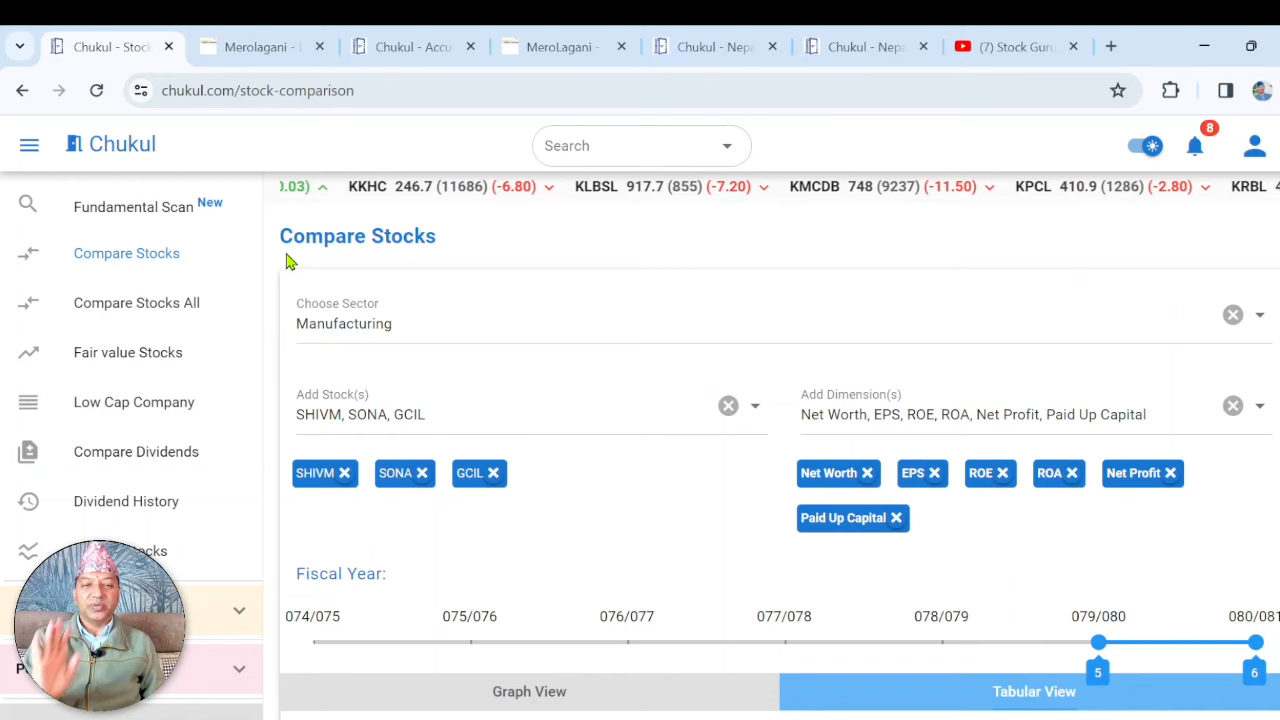 Chukul - Stock
Merolagani -
Chukul - Accu
MeroLagani -
Chukul - Nepa
Chukul - Nepa
(7) Stock Guru
chukul.com/stock-comparison
Chukul
Search
8
0.03)
KKHC 246.7 (11686) (-6.80)
KLBSL 917.7 (855) (-7.20)
KMCDB 748 (9237) (-11.50)
KPCL 410.9 (1286) (-2.80)
KRBL
Fundamental Scan New
Compare Stocks
Compare Stocks All
Fair value Stocks
Low Cap Company
Compare Dividends
Dividend History
Compare Stocks
Choose Sector
Manufacturing
Add Stock(s)
SHIVM, SONA, GCIL
SHIVM
SONA
GCIL
Add Dimension(s)
Net Worth, EPS, ROE, ROA, Net Profit, Paid Up Capital
Net Worth
EPS
ROE
ROA
Net Profit
Paid Up Capital
Fiscal Year:
074/075
075/076
076/077
077/078
078/079
079/080
080/081
5
6
Graph View
Tabular View